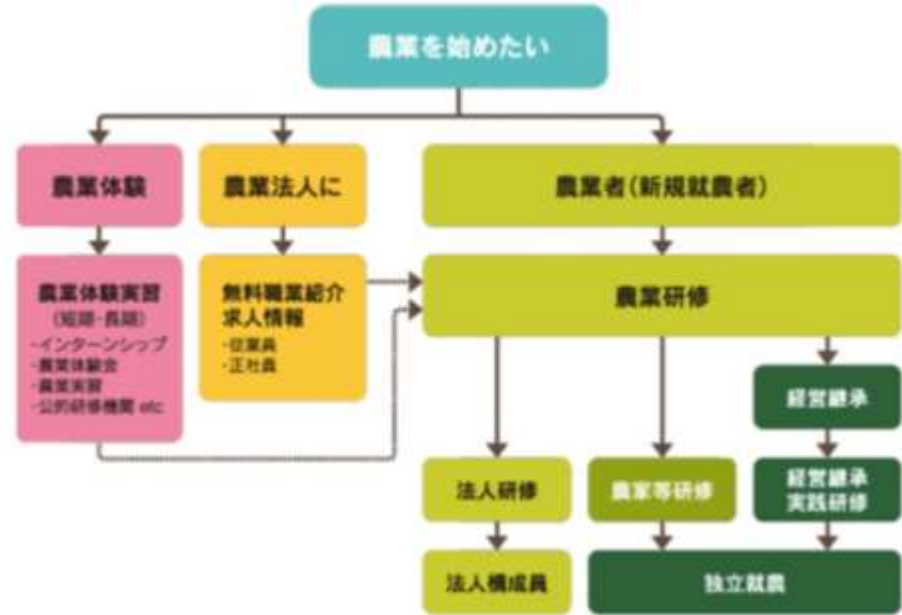 農業を始めたい
農業体験
農業法人に
農業者(新規就農者)
農業体験実習
(短期・長期)
・インターンシップ
・農業体験会
・農業実習
・公的研修機関 etc
無料職業紹介
求人情報
・従業員
・正社員
農業研修
経営継承
法人研修
農家等研修
経営継承
実践研修
法人構成員
独立就農